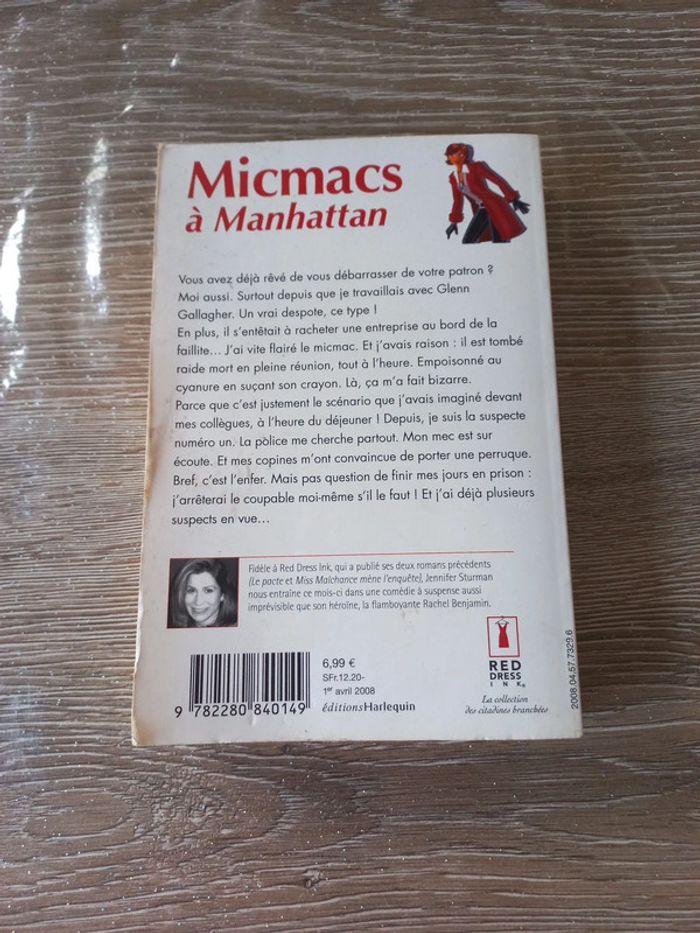 Micmacs
à Manhattan
Vous avez déjà rêvé de vous débarrasser de votre patron ?
Moi aussi. Surtout depuis que je travaillais avec Glenn
Gallagher. Un vrai despote, ce type !
En plus, il s'entêtait à racheter une entreprise au bord de la
faillite... J'ai vite flairé le micmac. Et j'avais raison : il est tombé
raide mort en pleine réunion, tout à l'heure. Empoisonné au
cyanure en suçant son crayon. Là, ça m'a fait bizarre.
Parce que c'est justement le scénario que j'avais imaginé devant
mes collègues, à l'heure du déjeuner ! Depuis, je suis la suspecte
numéro un. La police me cherche partout. Mon mec est sur
écoute. Et mes copines m'ont convaincue de porter une perruque.
Bref, c'est l'enfer. Mais pas question de finir mes jours en prison :
j'arrêterai le coupable moi-même s'il le faut ! Et j'ai déjà plusieurs
suspects en vue...
Fidèle à Red Dress Ink, qui a publié ses deux romans précédents
(Le pacte et Miss Malchance mène l'enquête), Jennifer Sturman
nous entraîne ce mois-ci dans une comédie à suspense aussi
imprévisible que son héroïne, la flamboyante Rachel Benjamin.
6,99 €
SFr.12.20-
1er avril 2008
éditionsHarlequin
9 782280 840149
RED
DRESS
INK®
La collection
des citadines branchées
2008.04.57.7329.6